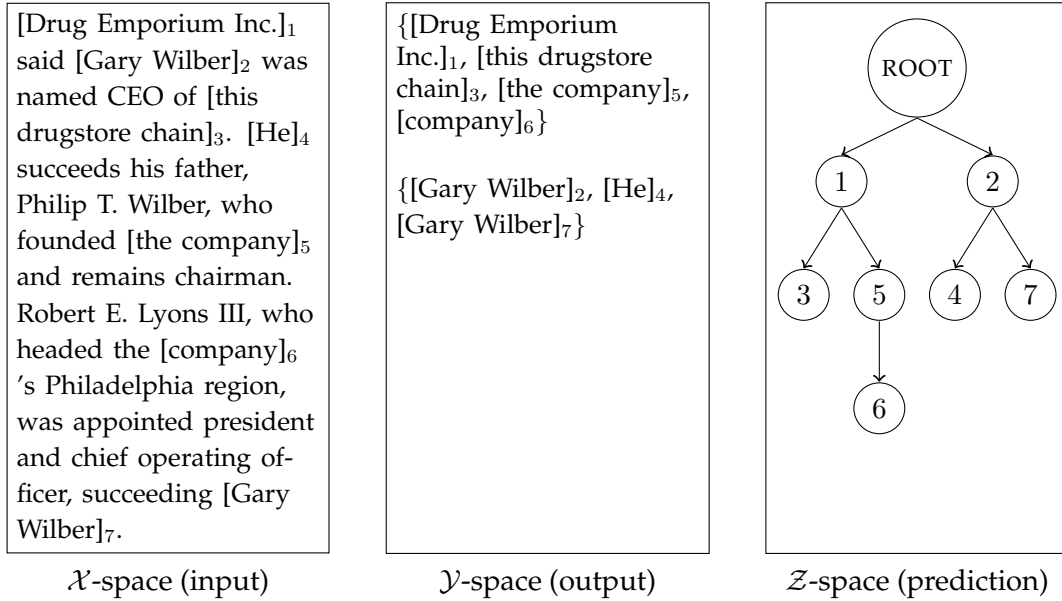 [Drug Emporium Inc.]₁
said [Gary Wilber]₂ was
named CEO of [this
drugstore chain]₃. [He]₄
succeeds his father,
Philip T. Wilber, who
founded [the company]₅
and remains chairman.
Robert E. Lyons III, who
headed the [company]₆
's Philadelphia region,
was appointed president
and chief operating of-
ficer, succeeding [Gary
Wilber]₇.
𝒳-space (input)
{[Drug Emporium
Inc.]₁, [this drugstore
chain]₃, [the company]₅,
[company]₆}
{[Gary Wilber]₂, [He]₄,
[Gary Wilber]₇}
𝒴-space (output)
ROOT
1 2
3 5 4 7
6
𝒵-space (prediction)